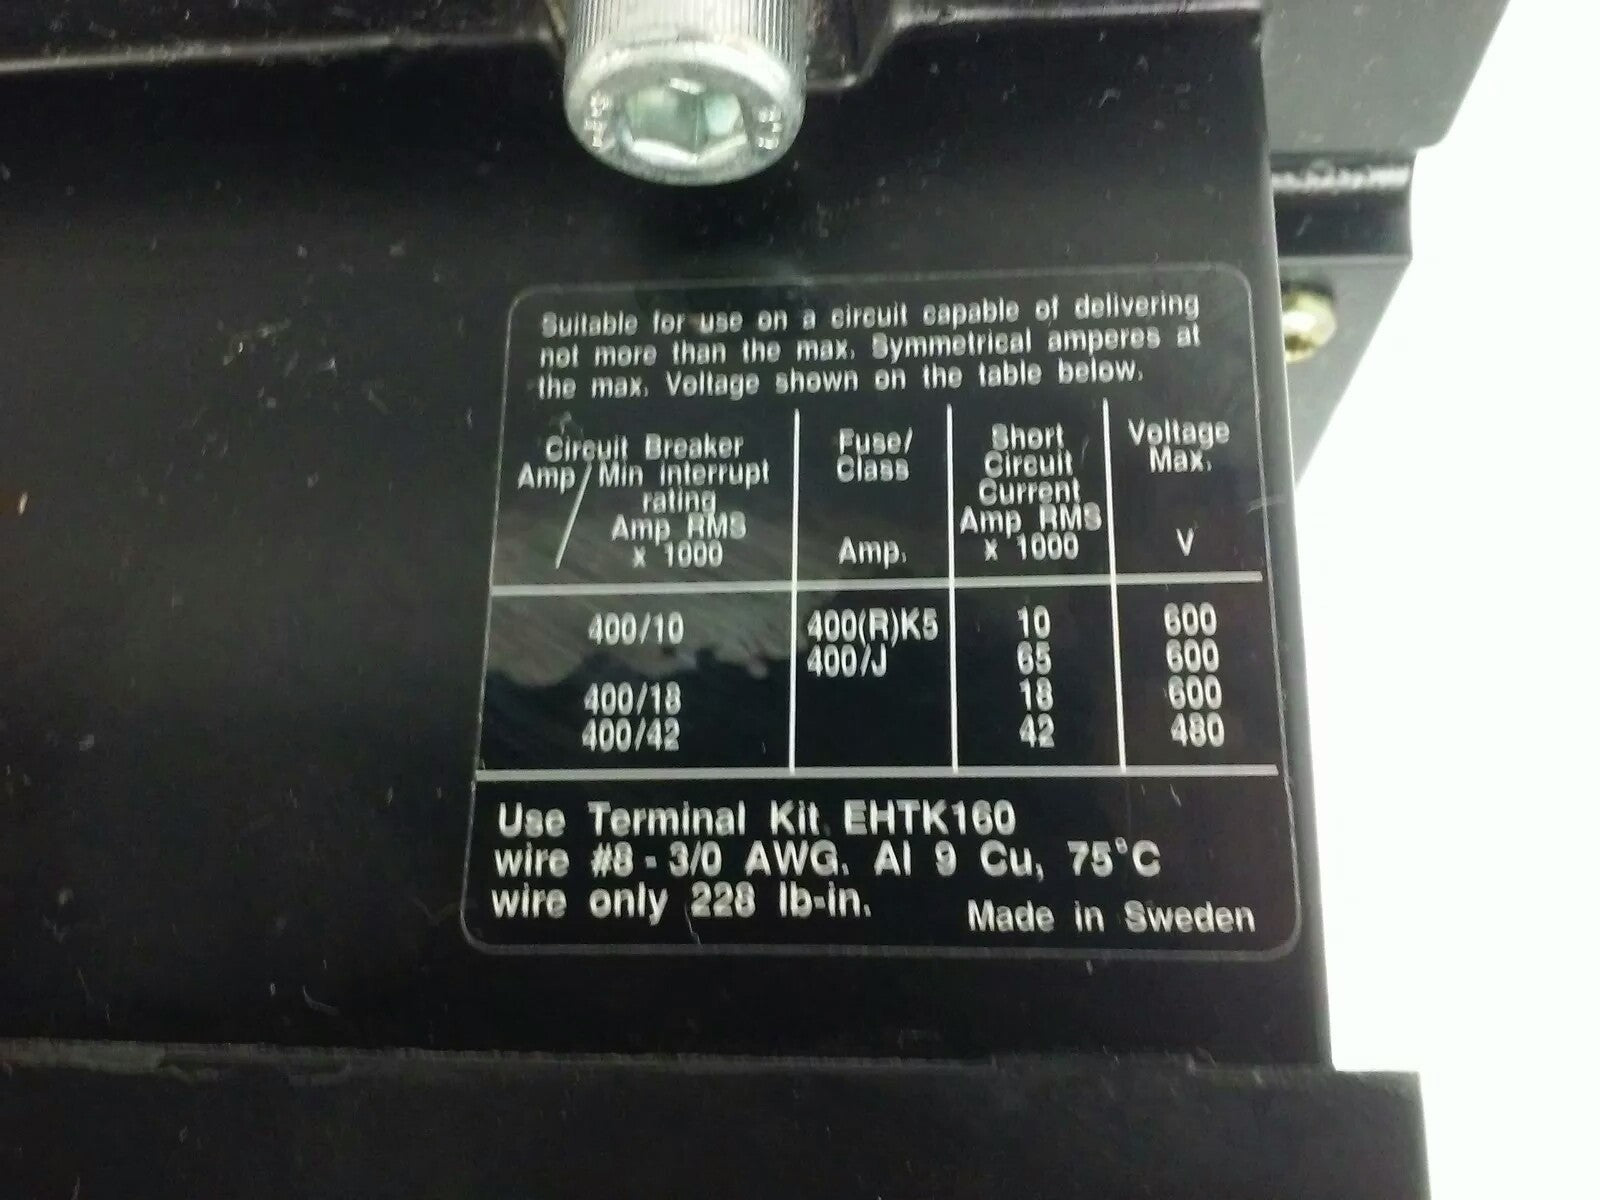 Suitable for use on a circuit capable of delivering
not more than the max. Symmetrical amperes at
the max. Voltage shown on the table below.
Circuit Breaker
Amp / Min interrupt
rating
Amp RMS
x 1000
Fuse/
Class
Amp.
Short
Circuit
Current
Amp RMS
x 1000
Voltage
Max.
V
400/10 400(R)K5 10 600
400/J 65 600
400/18 18 600
400/42 42 480
Use Terminal Kit. EHTK160
wire #8 - 3/0 AWG. Al 9 Cu, 75°C
wire only 228 lb-in.
Made in Sweden